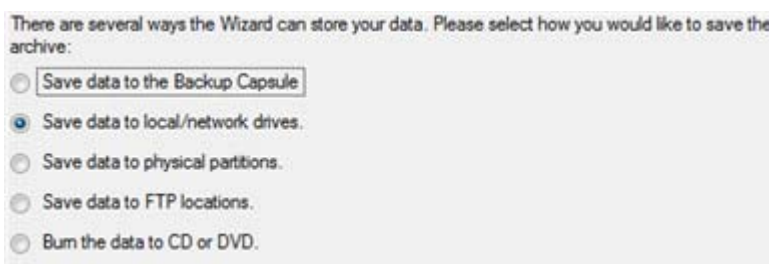 There are several ways the Wizard can store your data. Please select how you would like to save the
archive:
Save data to the Backup Capsule
Save data to local/network drives.
Save data to physical partitions.
Save data to FTP locations.
Burn the data to CD or DVD.